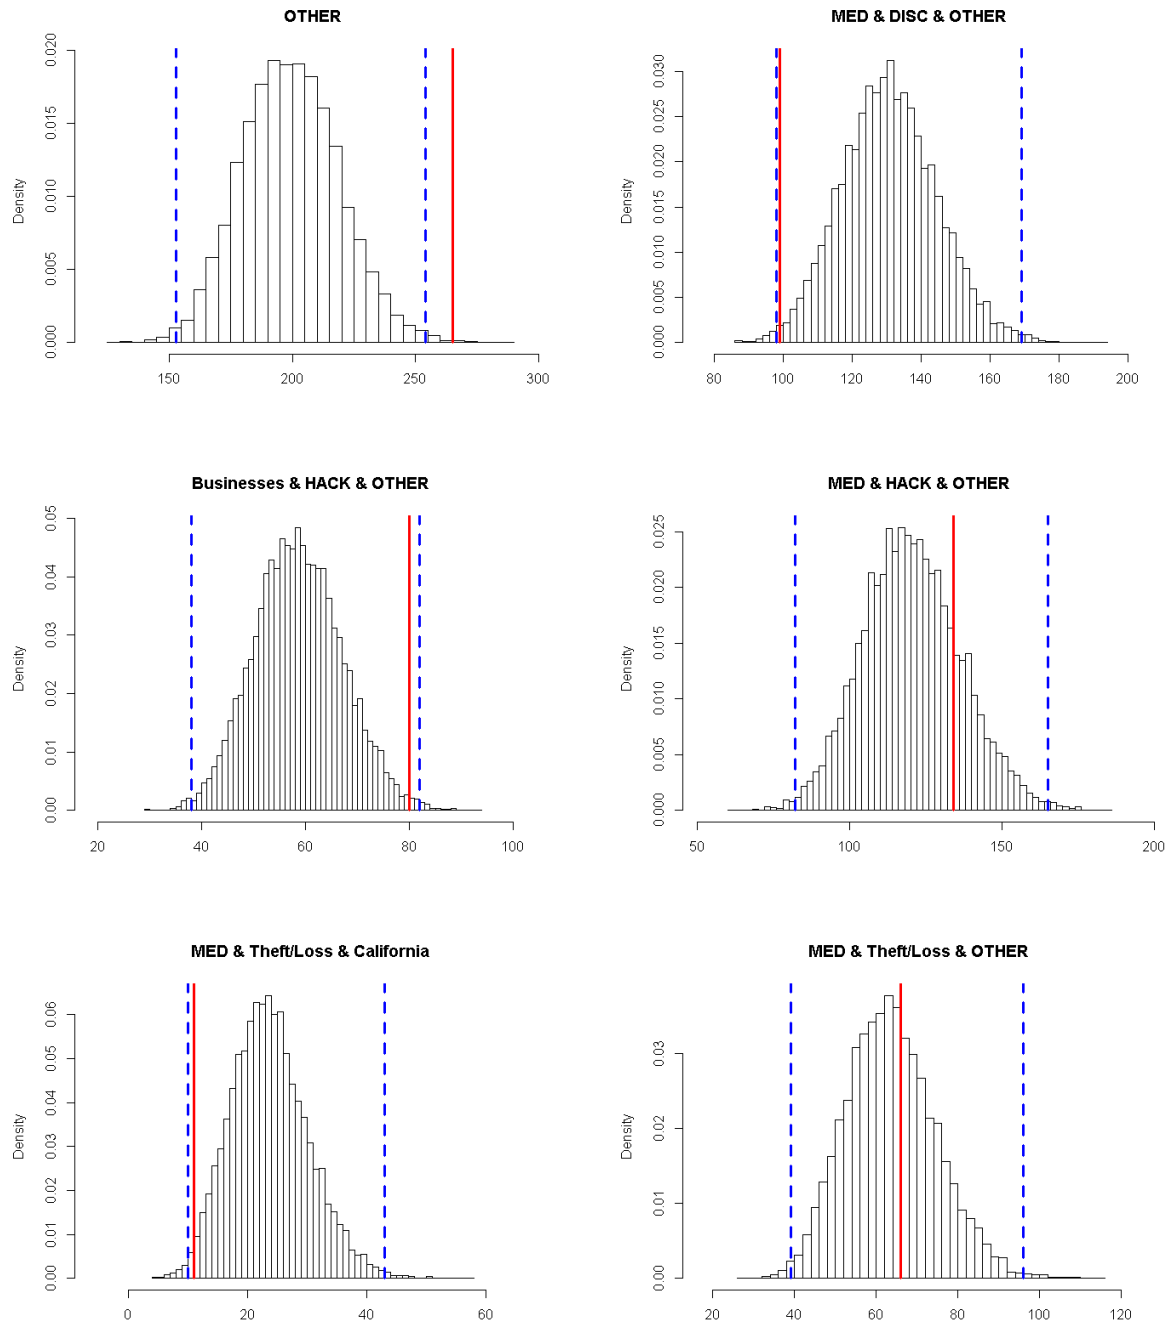 OTHER
Density
0.000 0.005 0.010 0.015 0.020
150 200 250 300
MED & DISC & OTHER
Density
0.000 0.005 0.010 0.015 0.020 0.025 0.030
80 100 120 140 160 180 200
Businesses & HACK & OTHER
Density
0.00 0.01 0.02 0.03 0.04 0.05
20 40 60 80 100
MED & HACK & OTHER
Density
0.000 0.005 0.010 0.015 0.020 0.025
50 100 150 200
MED & Theft/Loss & California
Density
0.00 0.01 0.02 0.03 0.04 0.05 0.06
0 20 40 60
MED & Theft/Loss & OTHER
Density
0.00 0.01 0.02 0.03
20 40 60 80 100 120